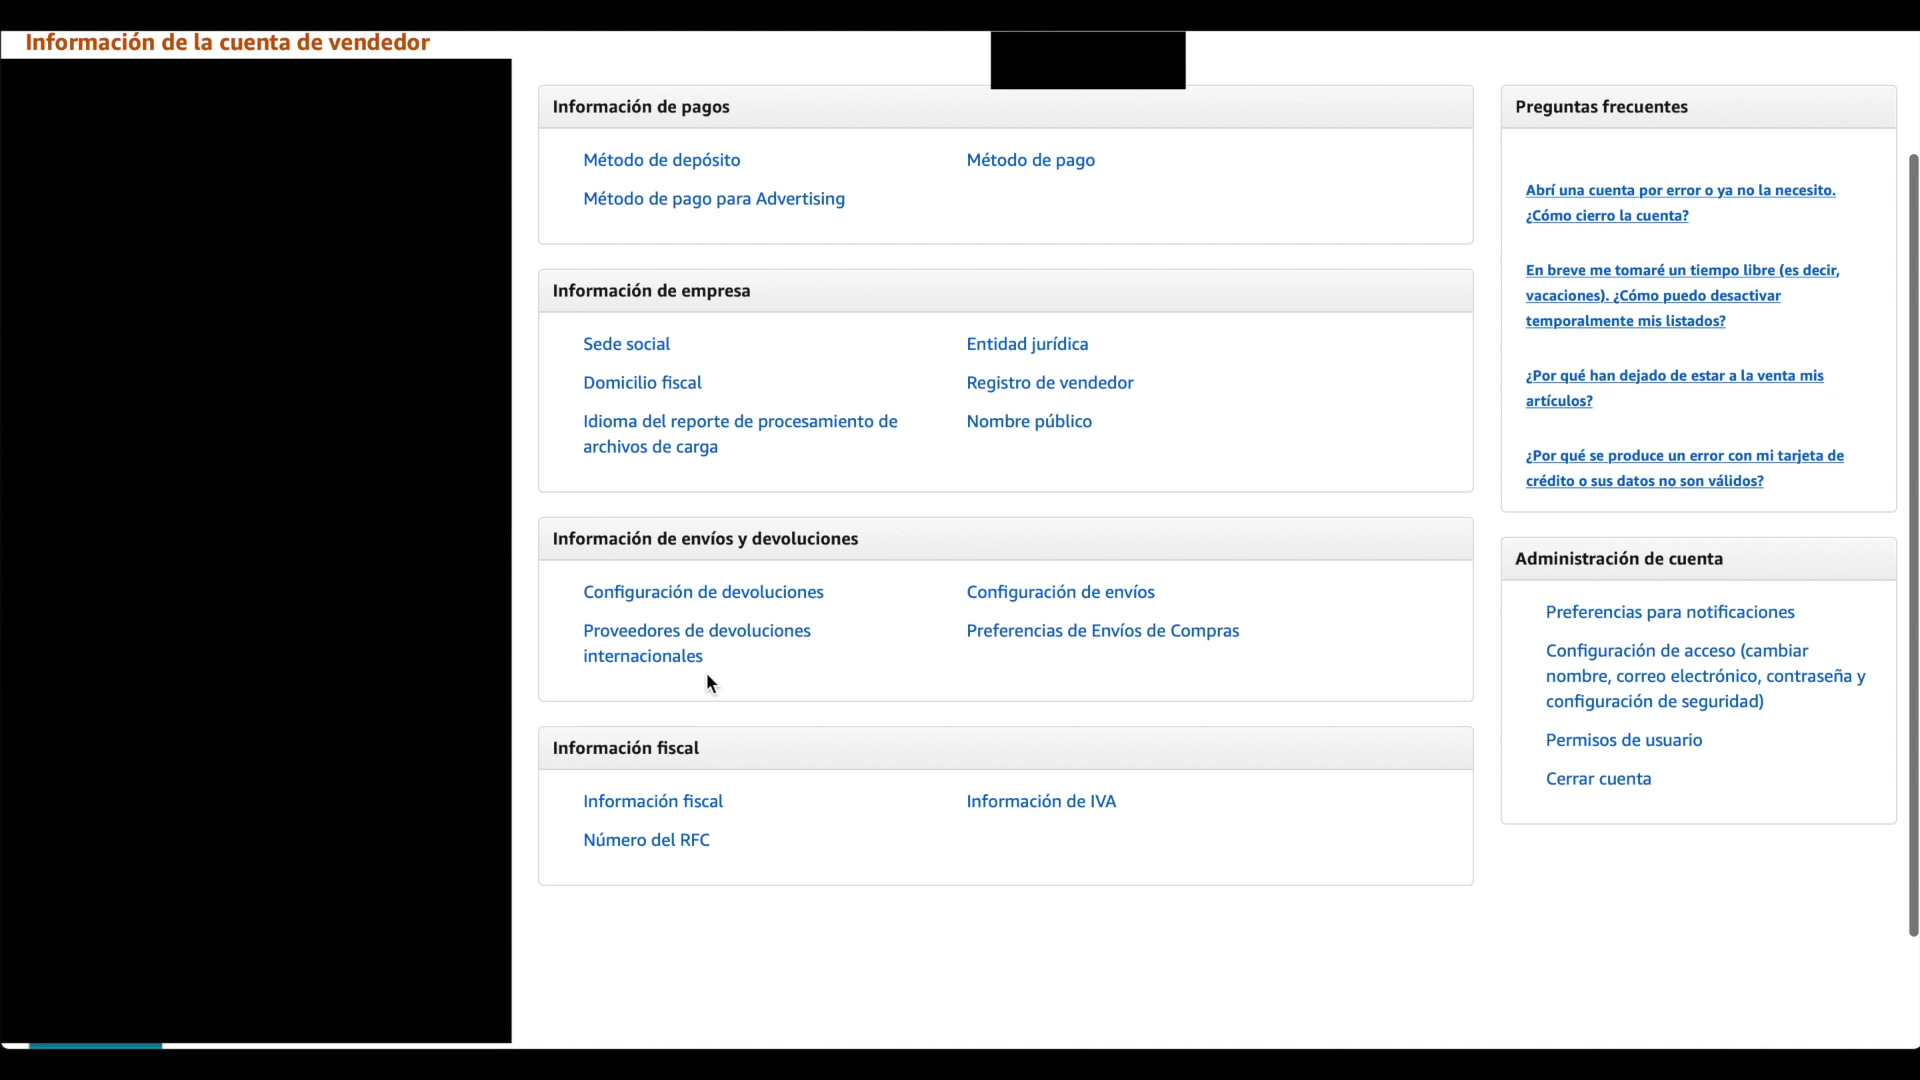 Información de la cuenta de vendedor
Información de pagos
Método de depósito
Método de pago
Método de pago para Advertising
Información de empresa
Sede social
Entidad jurídica
Domicilio fiscal
Registro de vendedor
Idioma del reporte de procesamiento de
archivos de carga
Nombre público
Información de envíos y devoluciones
Configuración de devoluciones
Configuración de envíos
Proveedores de devoluciones
internacionales
Preferencias de Envíos de Compras
Información fiscal
Información fiscal
Información de IVA
Número del RFC
Preguntas frecuentes
Abrí una cuenta por error o ya no la necesito.
¿Cómo cierro la cuenta?
En breve me tomaré un tiempo libre (es decir,
vacaciones). ¿Cómo puedo desactivar
temporalmente mis listados?
¿Por qué han dejado de estar a la venta mis
artículos?
¿Por qué se produce un error con mi tarjeta de
crédito o sus datos no son válidos?
Administración de cuenta
Preferencias para notificaciones
Configuración de acceso (cambiar
nombre, correo electrónico, contraseña y
configuración de seguridad)
Permisos de usuario
Cerrar cuenta